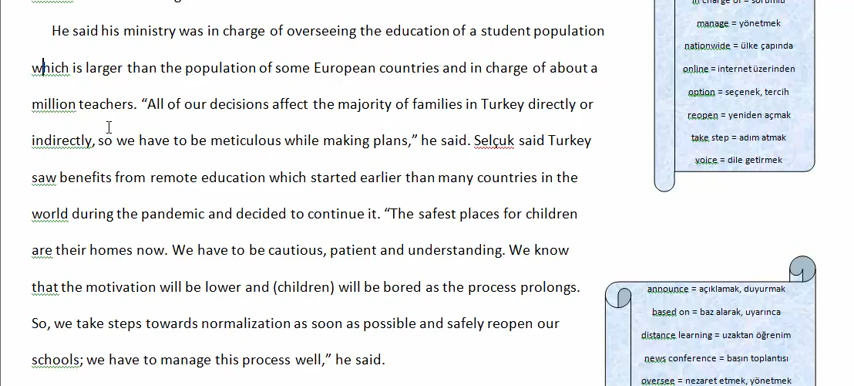 He said his ministry was in charge of overseeing the education of a student population
which is larger than the population of some European countries and in charge of about a
million teachers. “All of our decisions affect the majority of families in Turkey directly or
indirectly, so we have to be meticulous while making plans,” he said. Selçuk said Turkey
saw benefits from remote education which started earlier than many countries in the
world during the pandemic and decided to continue it. “The safest places for children
are their homes now. We have to be cautious, patient and understanding. We know
that the motivation will be lower and (children) will be bored as the process prolongs.
So, we take steps towards normalization as soon as possible and safely reopen our
schools; we have to manage this process well,” he said.
manage = yönetmek
nationwide = ülke çapında
online = internet üzerinden
option = seçenek, tercih
reopen = yeniden açmak
take step = adım atmak
voice = dile getirmek
announce = açıklamak, duyurmak
based on = baz alarak, uyarınca
distance learning = uzaktan öğrenim
news conference = basın toplantısı
oversee = nezaret etmek, yönetmek